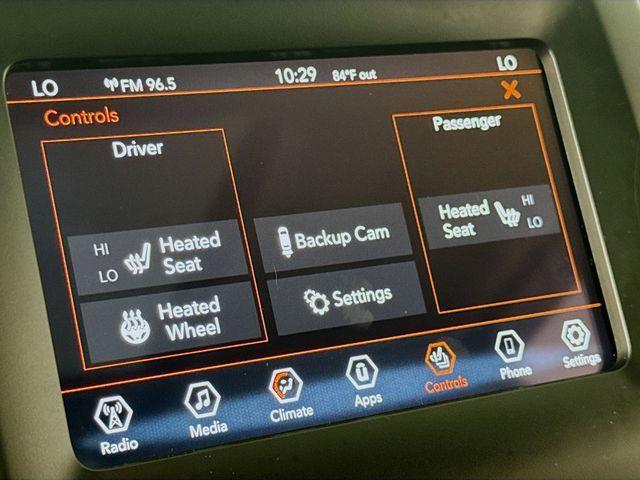 LO FM 96.5 10:29 84°F out LO
Controls
Driver
Passenger
HI
LO
Heated
Seat
Heated
Wheel
Backup Cam
Settings
Heated
Seat
HI
LO
Radio Media Climate Apps Controls Phone Settings